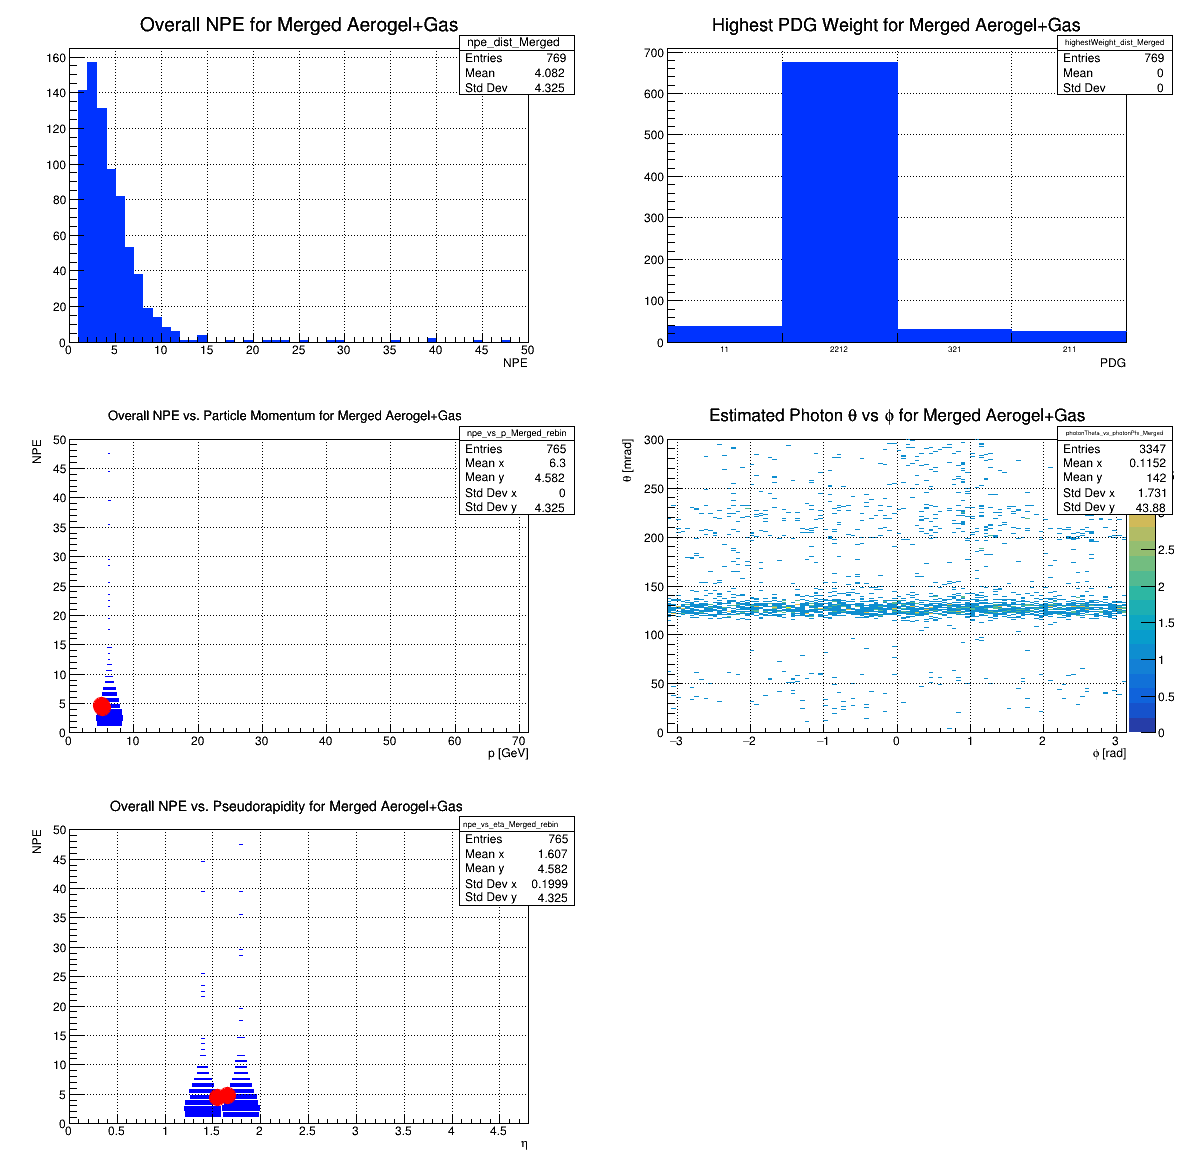 Overall NPE for Merged Aerogel+Gas
npe_dist_Merged
Entries 769
Mean 4.082
Std Dev 4.325
160
140
120
100
80
60
40
20
0
0 5 10 15 20 25 30 35 40 45 50
NPE
Highest PDG Weight for Merged Aerogel+Gas
highestWeight_dist_Merged
Entries 769
Mean 0
Std Dev 0
700
600
500
400
300
200
100
0
11 2212 321 211
PDG
Overall NPE vs. Particle Momentum for Merged Aerogel+Gas
npe_vs_p_Merged_rebin
Entries 765
Mean x 6.3
Mean y 4.582
Std Dev x 0
Std Dev y 4.325
NPE
50
45
40
35
30
25
20
15
10
5
0
0 10 20 30 40 50 60 70
p [GeV]
Estimated Photon θ vs ϕ for Merged Aerogel+Gas
photonTheta_vs_photonPhi_Merged
Entries 3347
Mean x 0.1152
Mean y 142
Std Dev x 1.731
Std Dev y 43.88
θ [mrad]
300
250
200
150
100
50
0
−3 −2 −1 0 1 2 3
ϕ [rad]
2.5
2
1.5
1
0.5
0
Overall NPE vs. Pseudorapidity for Merged Aerogel+Gas
npe_vs_eta_Merged_rebin
Entries 765
Mean x 1.607
Mean y 4.582
Std Dev x 0.1999
Std Dev y 4.325
NPE
50
45
40
35
30
25
20
15
10
5
0
0 0.5 1 1.5 2 2.5 3 3.5 4 4.5
η